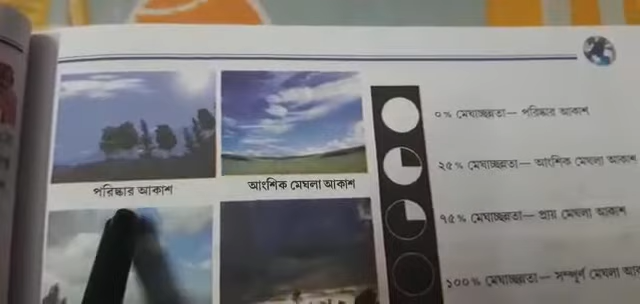 পরিষ্কার আকাশ
আংশিক মেঘলা আকাশ
০% মেঘাচ্ছন্নতা— পরিষ্কার আকাশ
২৫% মেঘাচ্ছন্নতা— আংশিক মেঘলা আকাশ
৭৫% মেঘাচ্ছন্নতা— প্রায় মেঘলা আকাশ
১০০% মেঘাচ্ছন্নতা— সম্পূর্ণ মেঘলা